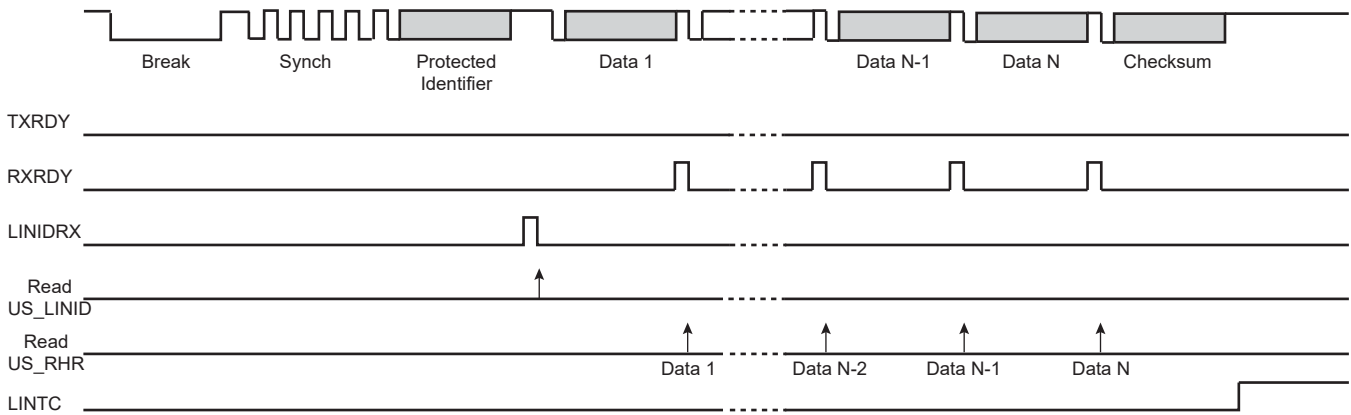 Break Synch Protected Data 1 Data N-1 Data N Checksum
Identifier
TXRDY
RXRDY
LINIDRX
Read
US_LINID
Read
US_RHR
Data 1 Data N-2 Data N-1 Data N
LINTC